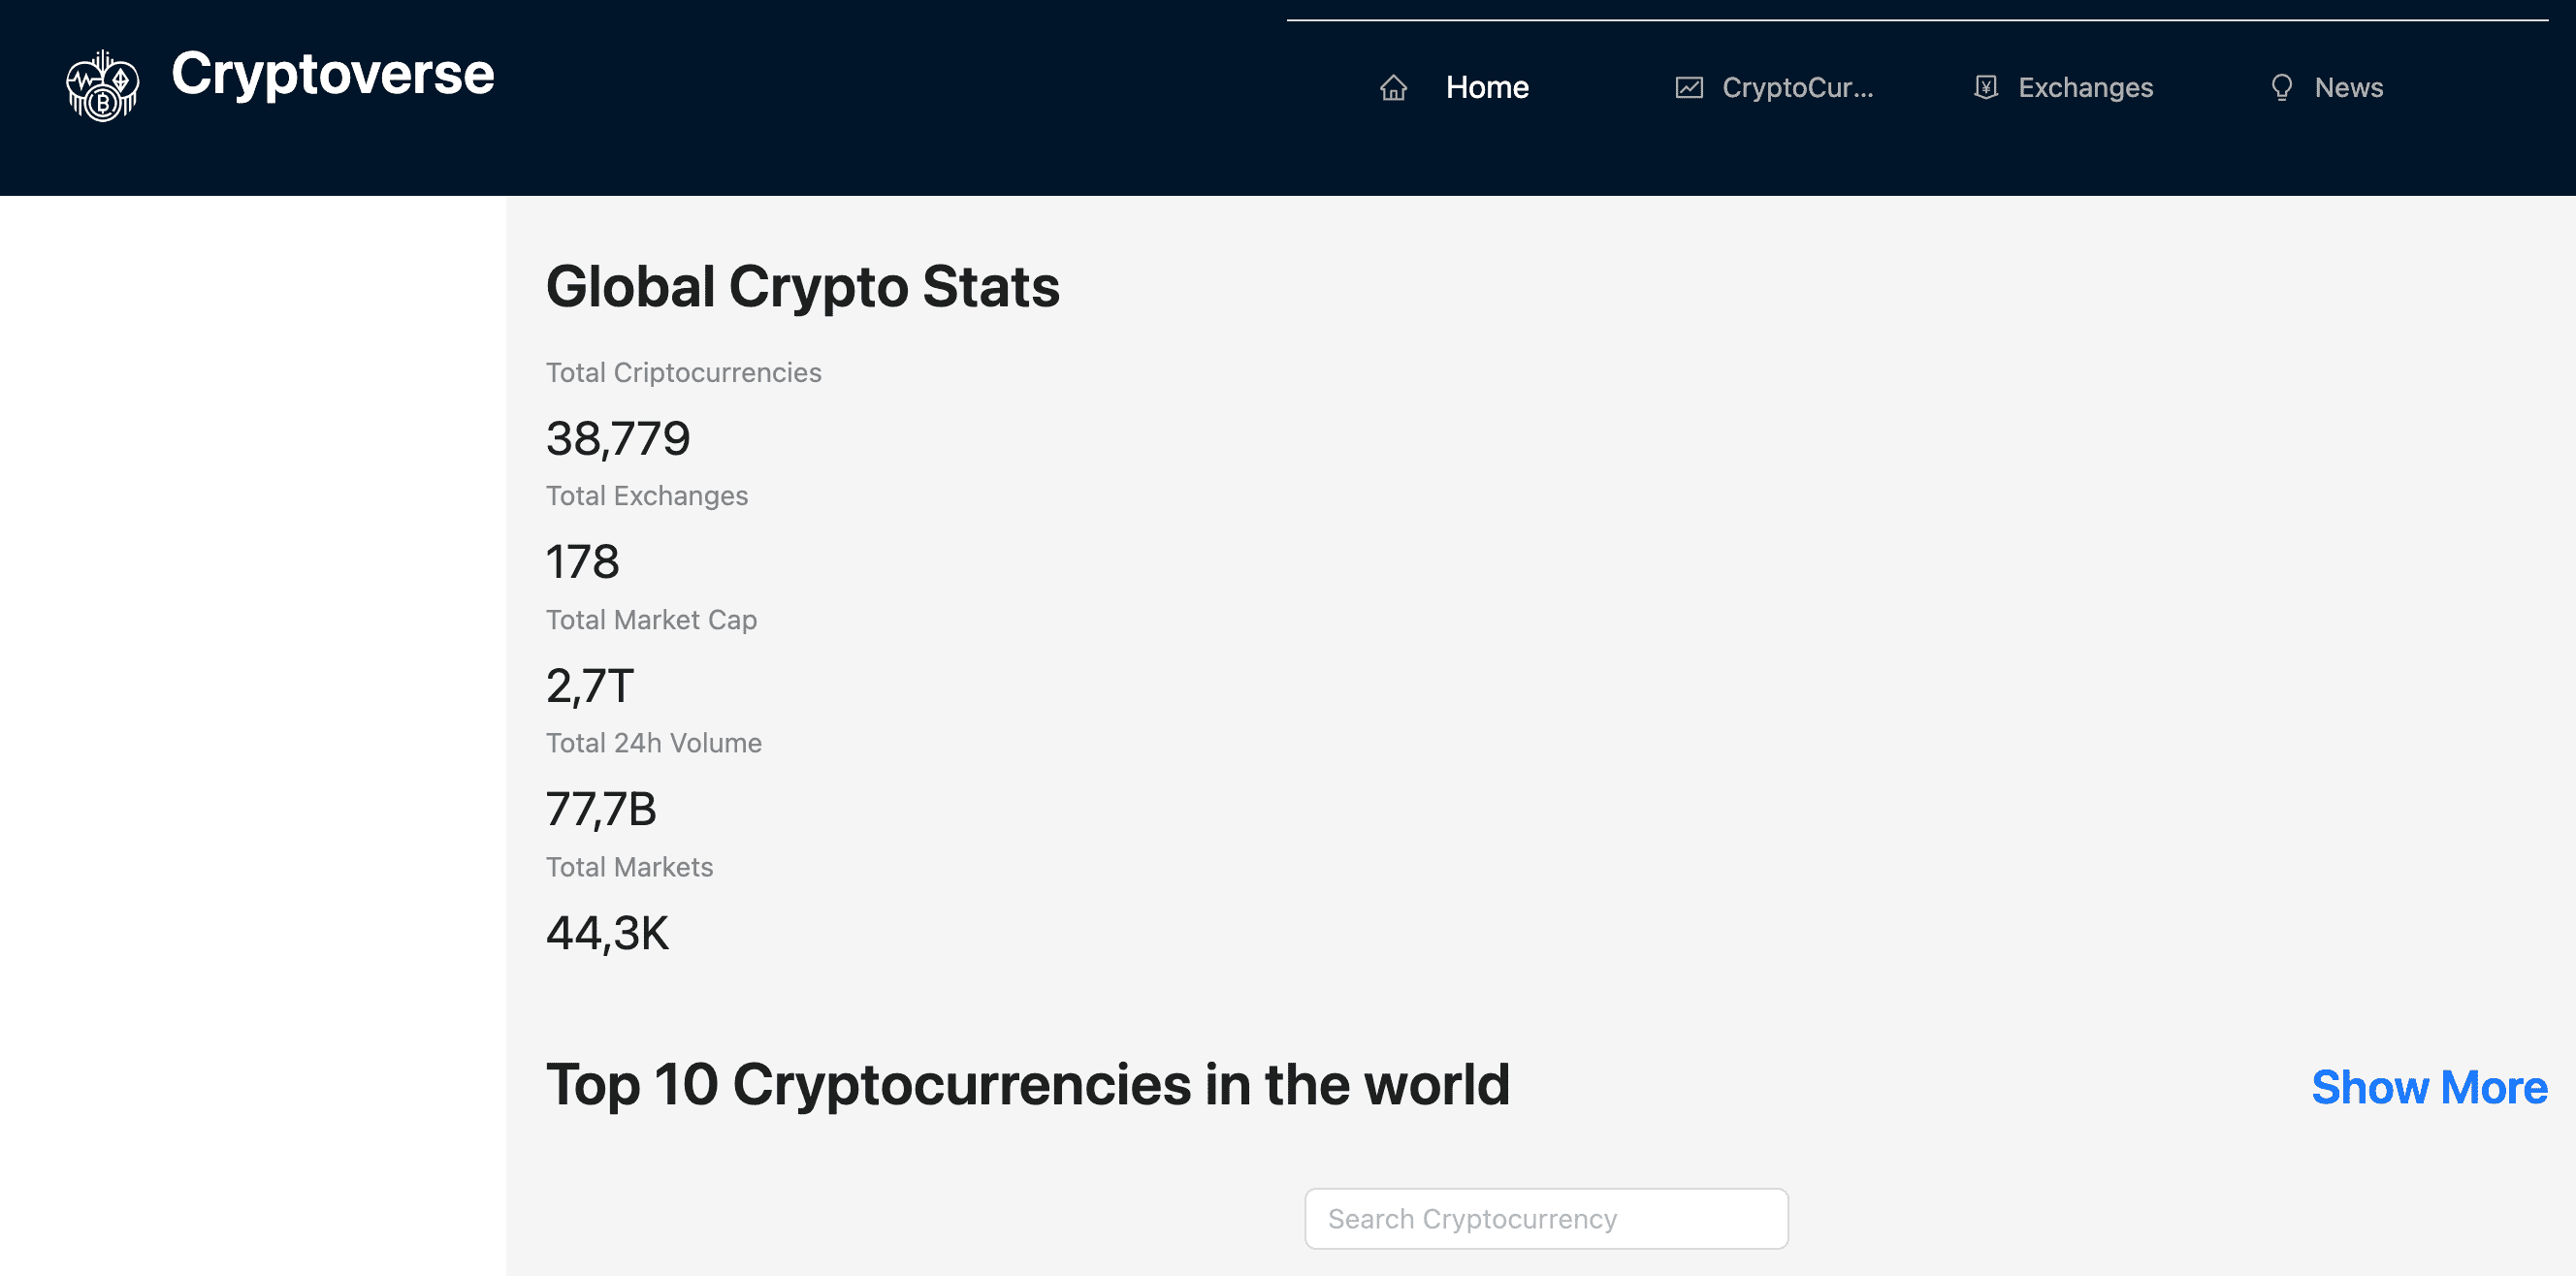 Cryptoverse
Home
CryptoCur...
Exchanges
News
Global Crypto Stats
Total Criptocurrencies
38,779
Total Exchanges
178
Total Market Cap
2,7T
Total 24h Volume
77,7B
Total Markets
44,3K
Top 10 Cryptocurrencies in the world
Show More
Search Cryptocurrency